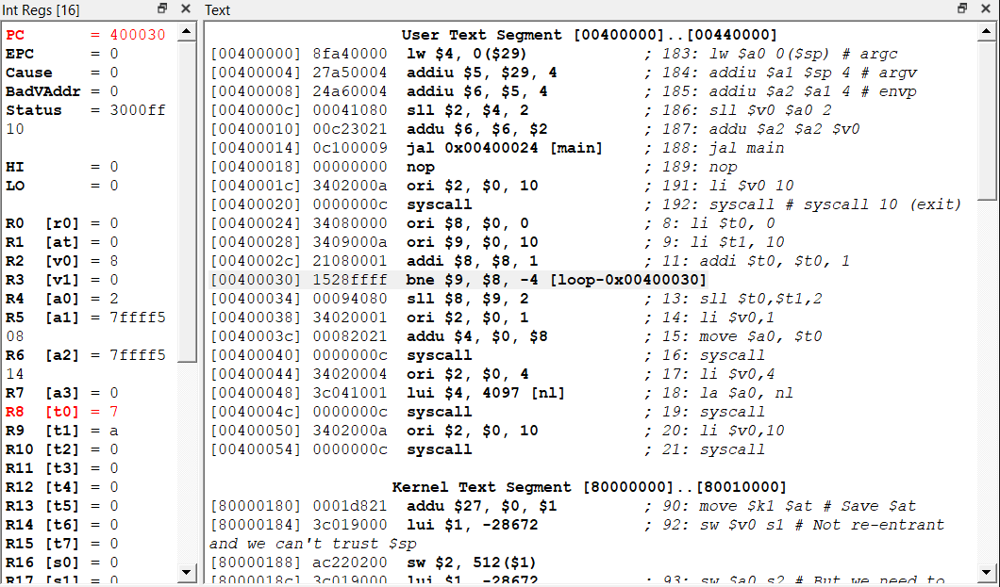 Int Regs [16]
PC = 400030
EPC = 0
Cause = 0
BadVAddr = 0
Status = 3000ff
10
HI = 0
LO = 0
R0 [r0] = 0
R1 [at] = 0
R2 [v0] = 8
R3 [v1] = 0
R4 [a0] = 2
R5 [a1] = 7ffff5
08
R6 [a2] = 7ffff5
14
R7 [a3] = 0
R8 [t0] = 7
R9 [t1] = a
R10 [t2] = 0
R11 [t3] = 0
R12 [t4] = 0
R13 [t5] = 0
R14 [t6] = 0
R15 [t7] = 0
R16 [s0] = 0
R17 [s1] = 0
Text
User Text Segment [00400000]..[00440000]
[00400000] 8fa40000 lw $4, 0($29) ; 183: lw $a0 0($sp) # argc
[00400004] 27a50004 addiu $5, $29, 4 ; 184: addiu $a1 $sp 4 # argv
[00400008] 24a60004 addiu $6, $5, 4 ; 185: addiu $a2 $a1 4 # envp
[0040000c] 00041080 sll $2, $4, 2 ; 186: sll $v0 $a0 2
[00400010] 00c23021 addu $6, $6, $2 ; 187: addu $a2 $a2 $v0
[00400014] 0c100009 jal 0x00400024 [main] ; 188: jal main
[00400018] 00000000 nop ; 189: nop
[0040001c] 3402000a ori $2, $0, 10 ; 191: li $v0 10
[00400020] 0000000c syscall ; 192: syscall # syscall 10 (exit)
[00400024] 34080000 ori $8, $0, 0 ; 8: li $t0, 0
[00400028] 3409000a ori $9, $0, 10 ; 9: li $t1, 10
[0040002c] 21080001 addi $8, $8, 1 ; 11: addi $t0, $t0, 1
[00400030] 1528ffff bne $9, $8, -4 [loop-0x00400030]
[00400034] 00094080 sll $8, $9, 2 ; 13: sll $t0,$t1,2
[00400038] 34020001 ori $2, $0, 1 ; 14: li $v0,1
[0040003c] 00082021 addu $4, $0, $8 ; 15: move $a0, $t0
[00400040] 0000000c syscall ; 16: syscall
[00400044] 34020004 ori $2, $0, 4 ; 17: li $v0,4
[00400048] 3c041001 lui $4, 4097 [nl] ; 18: la $a0, nl
[0040004c] 0000000c syscall ; 19: syscall
[00400050] 3402000a ori $2, $0, 10 ; 20: li $v0,10
[00400054] 0000000c syscall ; 21: syscall
Kernel Text Segment [80000000]..[80010000]
[80000180] 0001d821 addu $27, $0, $1 ; 90: move $k1 $at # Save $at
[80000184] 3c019000 lui $1, -28672 ; 92: sw $v0 s1 # Not re-entrant
and we can't trust $sp
[80000188] ac220200 sw $2, 512($1)
[8000018c] 3c019000 lui $1, -28672 ; 93: sw $a0 s2 # But we need to